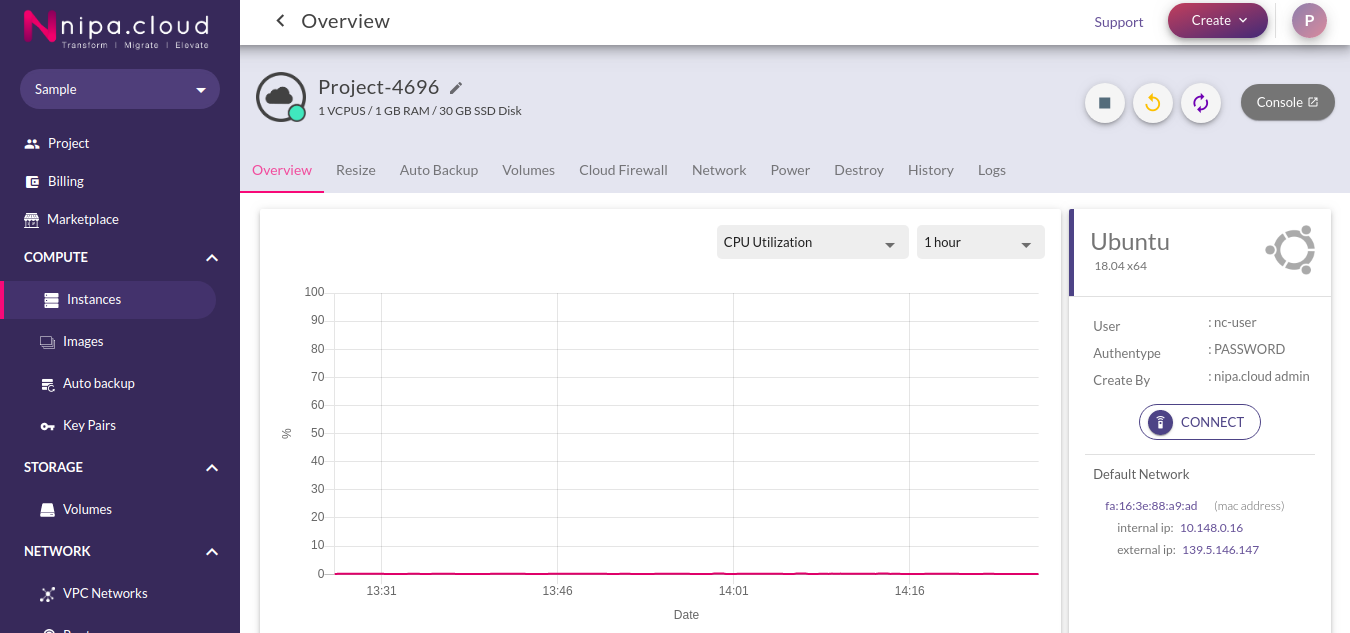 nipa.cloud
Transform | Migrate | Elevate
Sample
Project
Billing
Marketplace
COMPUTE
Instances
Images
Auto backup
Key Pairs
STORAGE
Volumes
NETWORK
VPC Networks
Overview
Support
Create
P
Project-4696
1 VCPUS / 1 GB RAM / 30 GB SSD Disk
Console
Overview Resize Auto Backup Volumes Cloud Firewall Network Power Destroy History Logs
CPU Utilization
1 hour
100
90
80
70
60
50
40
30
20
10
0
%
13:31 13:46 14:01 14:16
Date
Ubuntu
18.04 x64
User : nc-user
Authentype : PASSWORD
Create By : nipa.cloud admin
CONNECT
Default Network
fa:16:3e:88:a9:ad (mac address)
internal ip: 10.148.0.16
external ip: 139.5.146.147